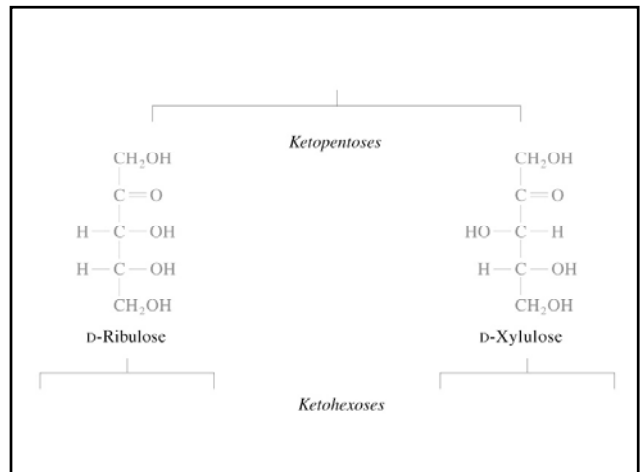 Ketopentoses
CH₂OH CH₂OH
C=O C=O
H—C—OH HO—C—H
H—C—OH H—C—OH
CH₂OH CH₂OH
D-Ribulose D-Xylulose
Ketohexoses